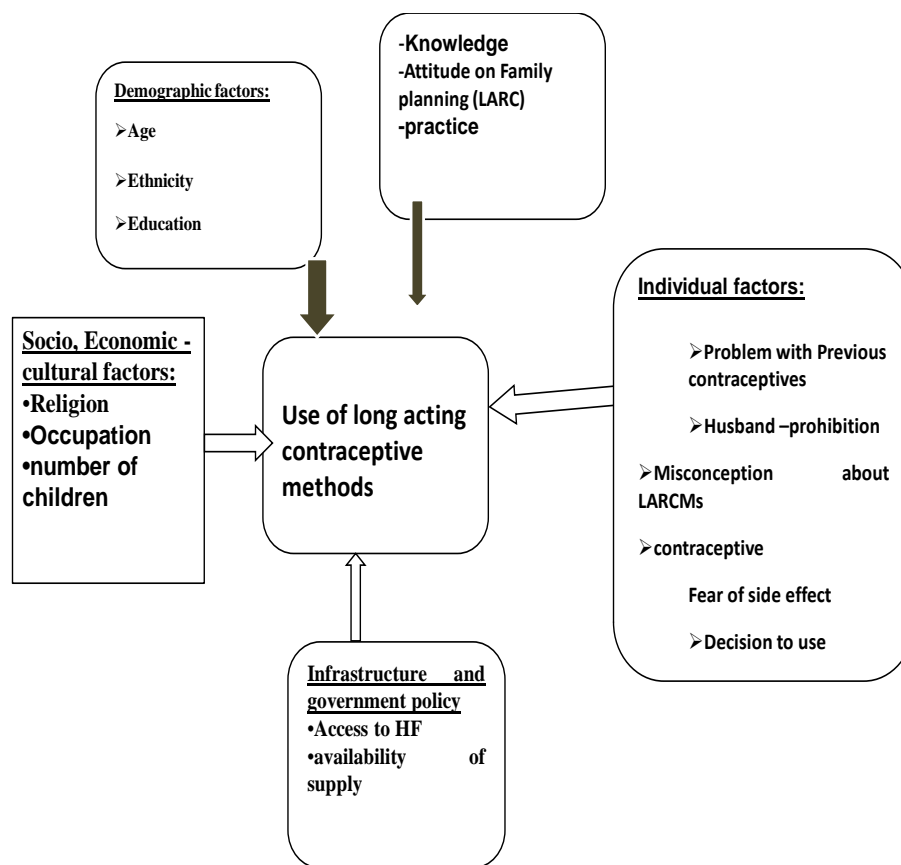 -Knowledge
-Attitude on Family
planning (LARC)
-practice
Demographic factors:
➢Age
➢Ethnicity
➢Education
Individual factors:
➢Problem with Previous
contraceptives
➢Husband –prohibition
➢Misconception about
LARCMs
➢contraceptive
Fear of side effect
➢Decision to use
Socio, Economic -
cultural factors:
•Religion
•Occupation
•number of
children
Use of long acting
contraceptive
methods
Infrastructure and
government policy
•Access to HF
•availability of
supply